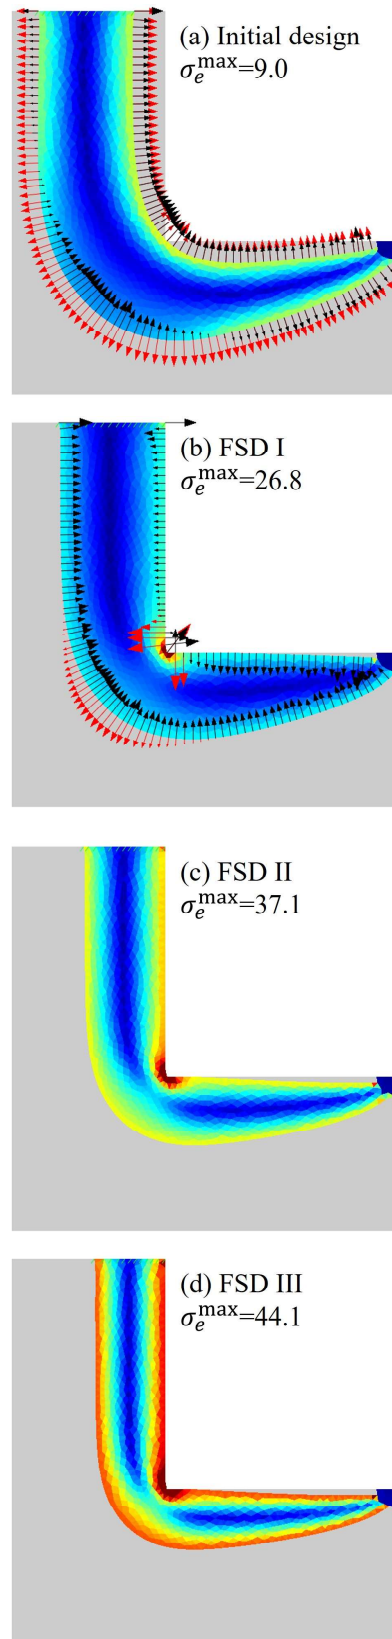 (a) Initial design
σₑᵐᵃˣ=9.0
(b) FSD I
σₑᵐᵃˣ=26.8
(c) FSD II
σₑᵐᵃˣ=37.1
(d) FSD III
σₑᵐᵃˣ=44.1